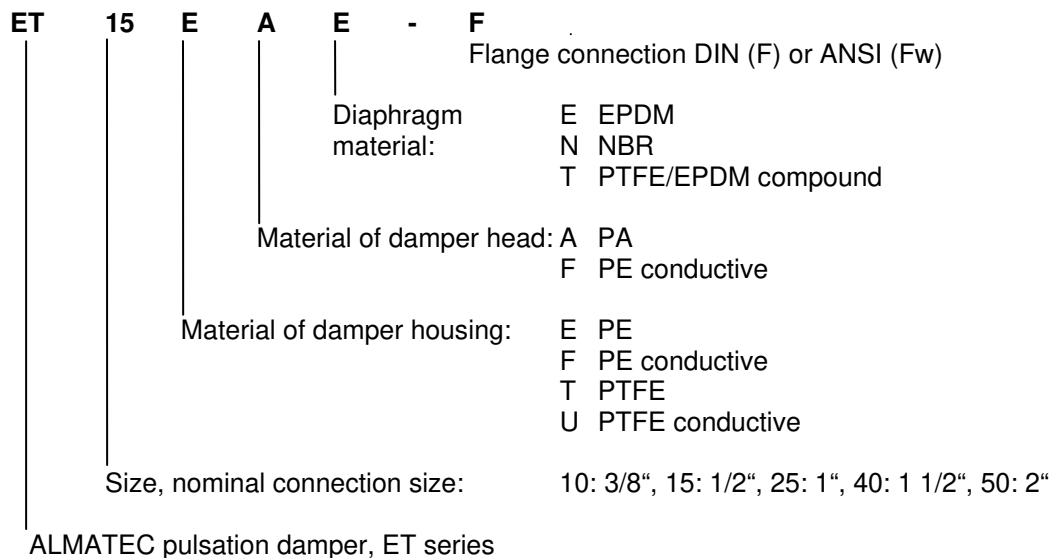 ET 15 E A E - F
Flange connection DIN (F) or ANSI (Fw)
Diaphragm E EPDM
material: N NBR
T PTFE/EPDM compound
Material of damper head: A PA
F PE conductive
Material of damper housing: E PE
F PE conductive
T PTFE
U PTFE conductive
Size, nominal connection size: 10: 3/8“, 15: 1/2“, 25: 1“, 40: 1 1/2“, 50: 2“
ALMATEC pulsation damper, ET series